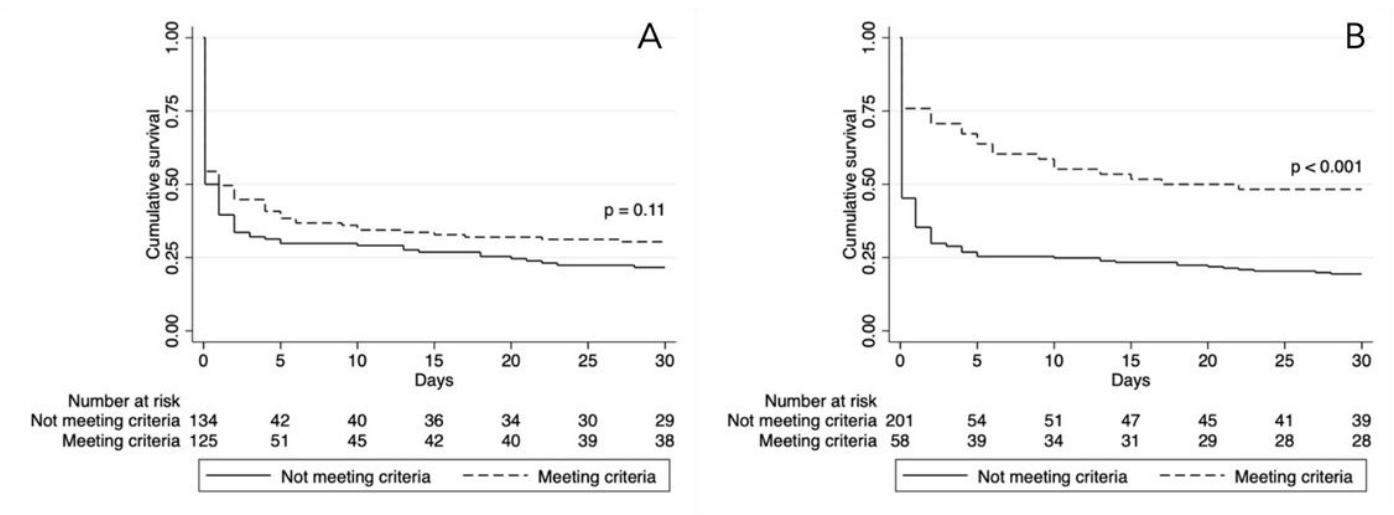 A
Cumulative survival
1.00
0.75
0.50
0.25
0.00
p = 0.11
0 5 10 15 20 25 30
Days
Number at risk
Not meeting criteria 134 42 40 36 34 30 29
Meeting criteria 125 51 45 42 40 39 38
Not meeting criteria Meeting criteria
B
Cumulative survival
1.00
0.75
0.50
0.25
0.00
p < 0.001
0 5 10 15 20 25 30
Days
Number at risk
Not meeting criteria 201 54 51 47 45 41 39
Meeting criteria 58 39 34 31 29 28 28
Not meeting criteria Meeting criteria